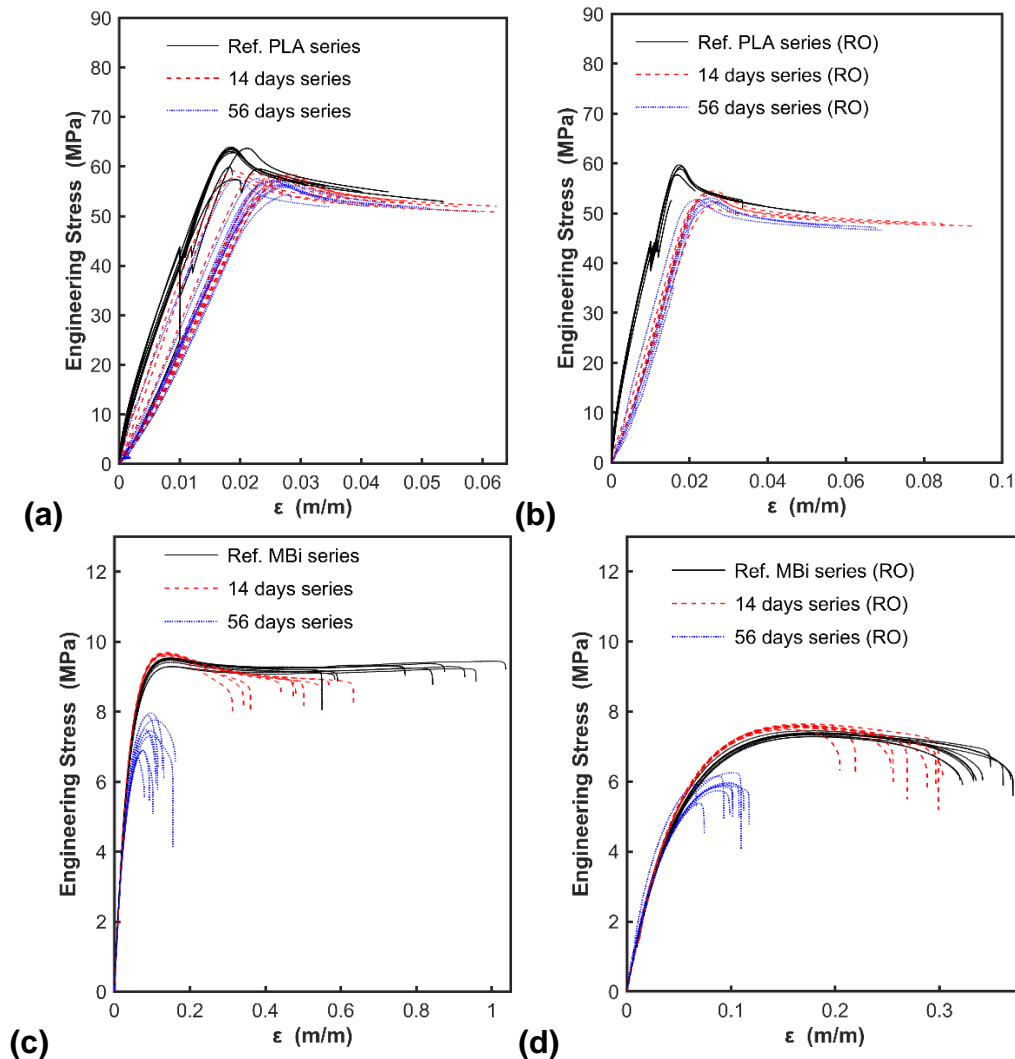 90
80
70
60
50
40
30
20
10
0
Engineering Stress (MPa)
Ref. PLA series
14 days series
56 days series
0 0.01 0.02 0.03 0.04 0.05 0.06
ε (m/m)
(a)
90
80
70
60
50
40
30
20
10
0
Engineering Stress (MPa)
Ref. PLA series (RO)
14 days series (RO)
56 days series (RO)
0 0.02 0.04 0.06 0.08 0.1
ε (m/m)
(b)
12
10
8
6
4
2
0
Engineering Stress (MPa)
Ref. MBi series
14 days series
56 days series
0 0.2 0.4 0.6 0.8 1
ε (m/m)
(c)
12
10
8
6
4
2
0
Engineering Stress (MPa)
Ref. MBi series (RO)
14 days series (RO)
56 days series (RO)
0 0.1 0.2 0.3
ε (m/m)
(d)